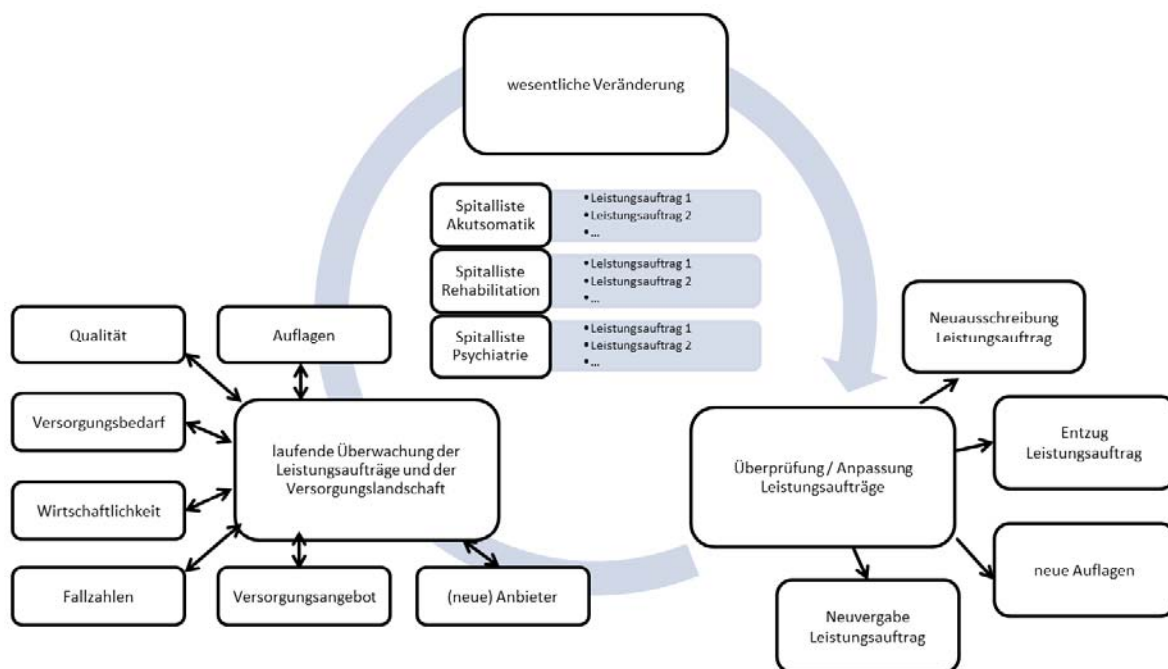 wesentliche Veränderung
Spitalliste
Akutsomatik
• Leistungsauftrag 1
• Leistungsauftrag 2
• ...
Spitalliste
Rehabilitation
• Leistungsauftrag 1
• Leistungsauftrag 2
• ...
Spitalliste
Psychiatrie
• Leistungsauftrag 1
• Leistungsauftrag 2
• ...
Qualität
Auflagen
Versorgungsbedarf
laufende Überwachung der
Leistungsaufträge und der
Versorgungslandschaft
Wirtschaftlichkeit
Fallzahlen
Versorgungsangebot
(neue) Anbieter
Überprüfung / Anpassung
Leistungsaufträge
Neuausschreibung
Leistungsauftrag
Entzug
Leistungsauftrag
neue Auflagen
Neuvergabe
Leistungsauftrag